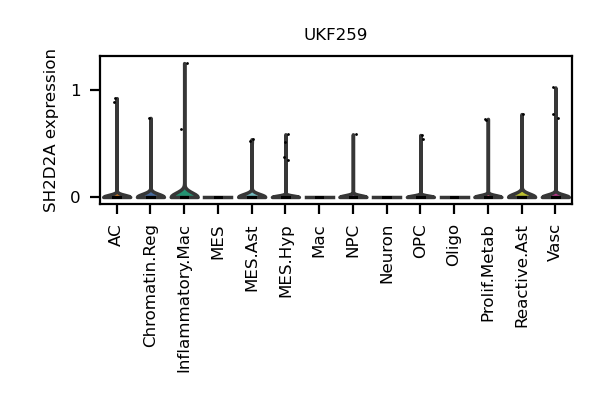 UKF259
SH2D2A expression
1
0
AC
Chromatin.Reg
Inflammatory.Mac
MES
MES.Ast
MES.Hyp
Mac
NPC
Neuron
OPC
Oligo
Prolif.Metab
Reactive.Ast
Vasc